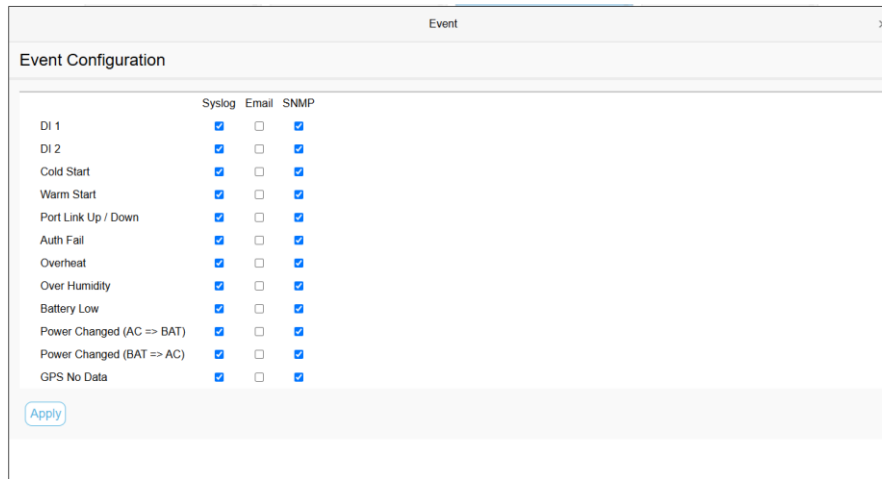 Event
Event Configuration
Syslog Email SNMP
DI 1
DI 2
Cold Start
Warm Start
Port Link Up / Down
Auth Fail
Overheat
Over Humidity
Battery Low
Power Changed (AC => BAT)
Power Changed (BAT => AC)
GPS No Data
Apply